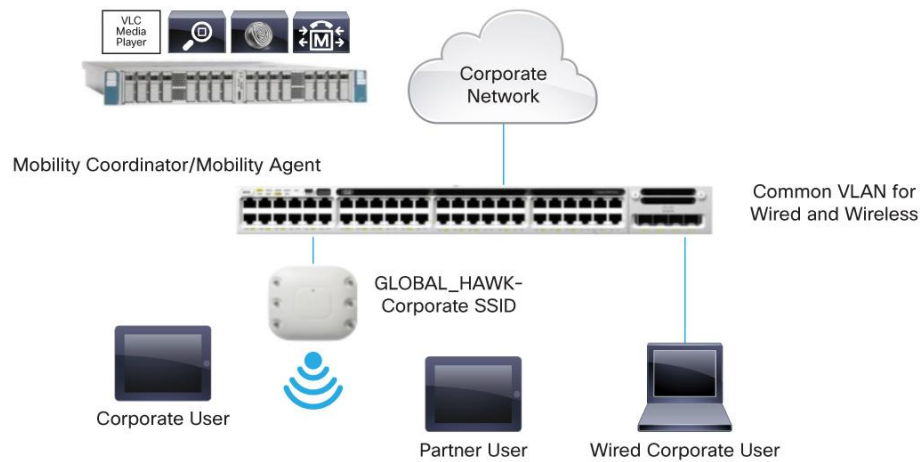 VLC
Media
Player
M
Corporate
Network
Mobility Coordinator/Mobility Agent
Common VLAN for
Wired and Wireless
GLOBAL_HAWK-
Corporate SSID
Corporate User
Partner User
Wired Corporate User